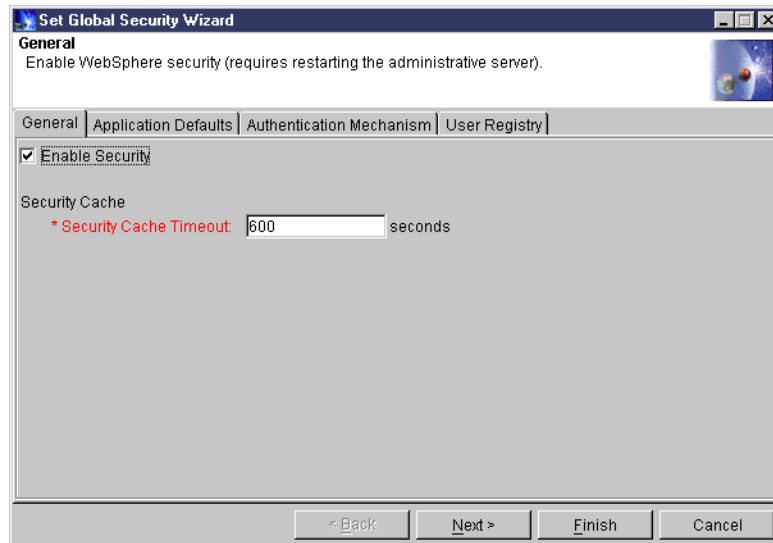 Set Global Security Wizard
General
Enable WebSphere security (requires restarting the administrative server).
General Application Defaults Authentication Mechanism User Registry
Enable Security
Security Cache
* Security Cache Timeout: 600 seconds
< Back Next > Finish Cancel